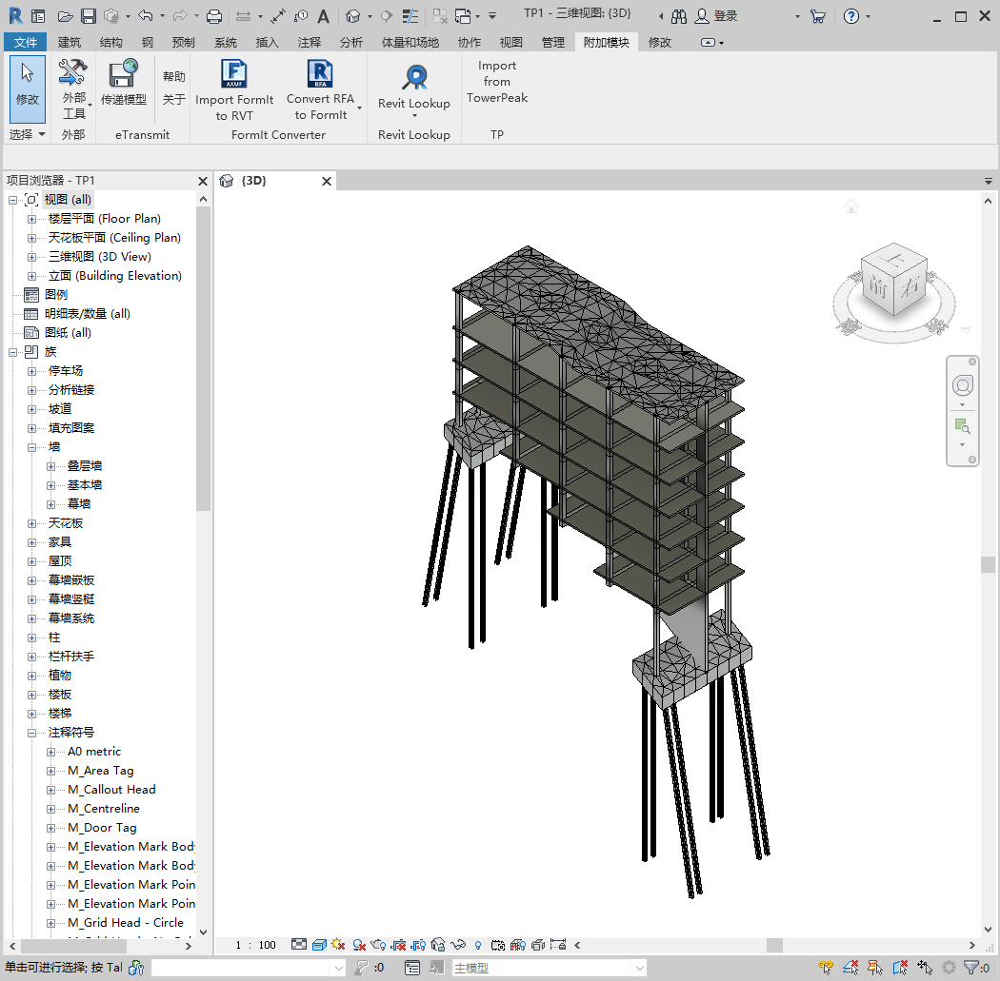 TP1 - 三维视图: {3D}
登录
文件 建筑 结构 钢 预制 系统 插入 注释 分析 体量和场地 协作 视图 管理 附加模块 修改
修改
外部
工具
传递模型
帮助
关于
Import FormIt
to RVT
Convert RFA
to FormIt
Revit Lookup
Import
from
TowerPeak
选择 外部 eTransmit FormIt Converter Revit Lookup TP
项目浏览器 - TP1
{3D}
视图 (all)
楼层平面 (Floor Plan)
天花板平面 (Ceiling Plan)
三维视图 (3D View)
立面 (Building Elevation)
图例
明细表/数量 (all)
图纸 (all)
族
停车场
分析链接
坡道
填充图案
墙
叠层墙
基本墙
幕墙
天花板
家具
屋顶
幕墙嵌板
幕墙竖梃
幕墙系统
柱
栏杆扶手
植物
楼板
楼梯
注释符号
A0 metric
M_Area Tag
M_Callout Head
M_Centreline
M_Door Tag
M_Elevation Mark Body
M_Elevation Mark Body
M_Elevation Mark Poin
M_Elevation Mark Poin
M_Grid Head - Circle
上
前
右
1 : 100
单击可进行选择; 按 Tal
:0
主模型
:0